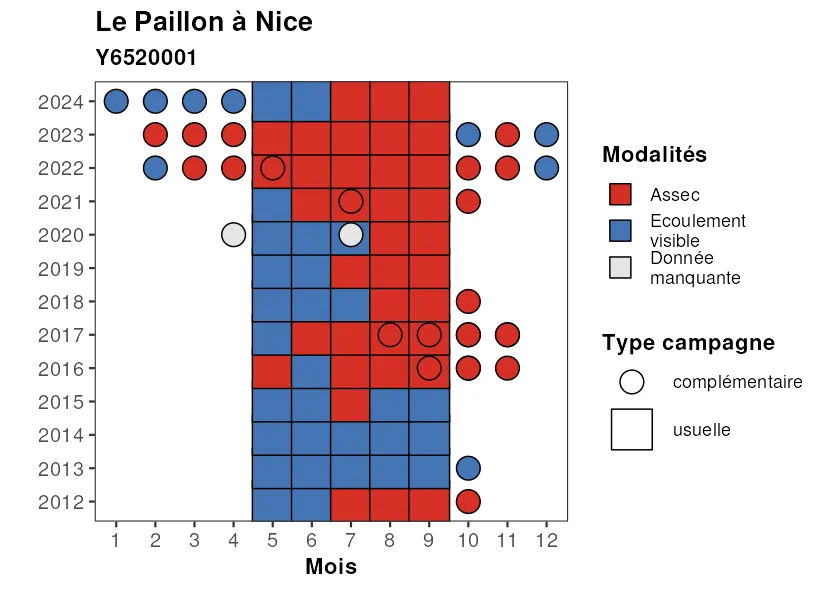 Le Paillon à Nice
Y6520001
2024
2023
2022
2021
2020
2019
2018
2017
2016
2015
2014
2013
2012
1 2 3 4 5 6 7 8 9 10 11 12
Mois
Modalités
Assec
Ecoulement
visible
Donnée
manquante
Type campagne
complémentaire
usuelle